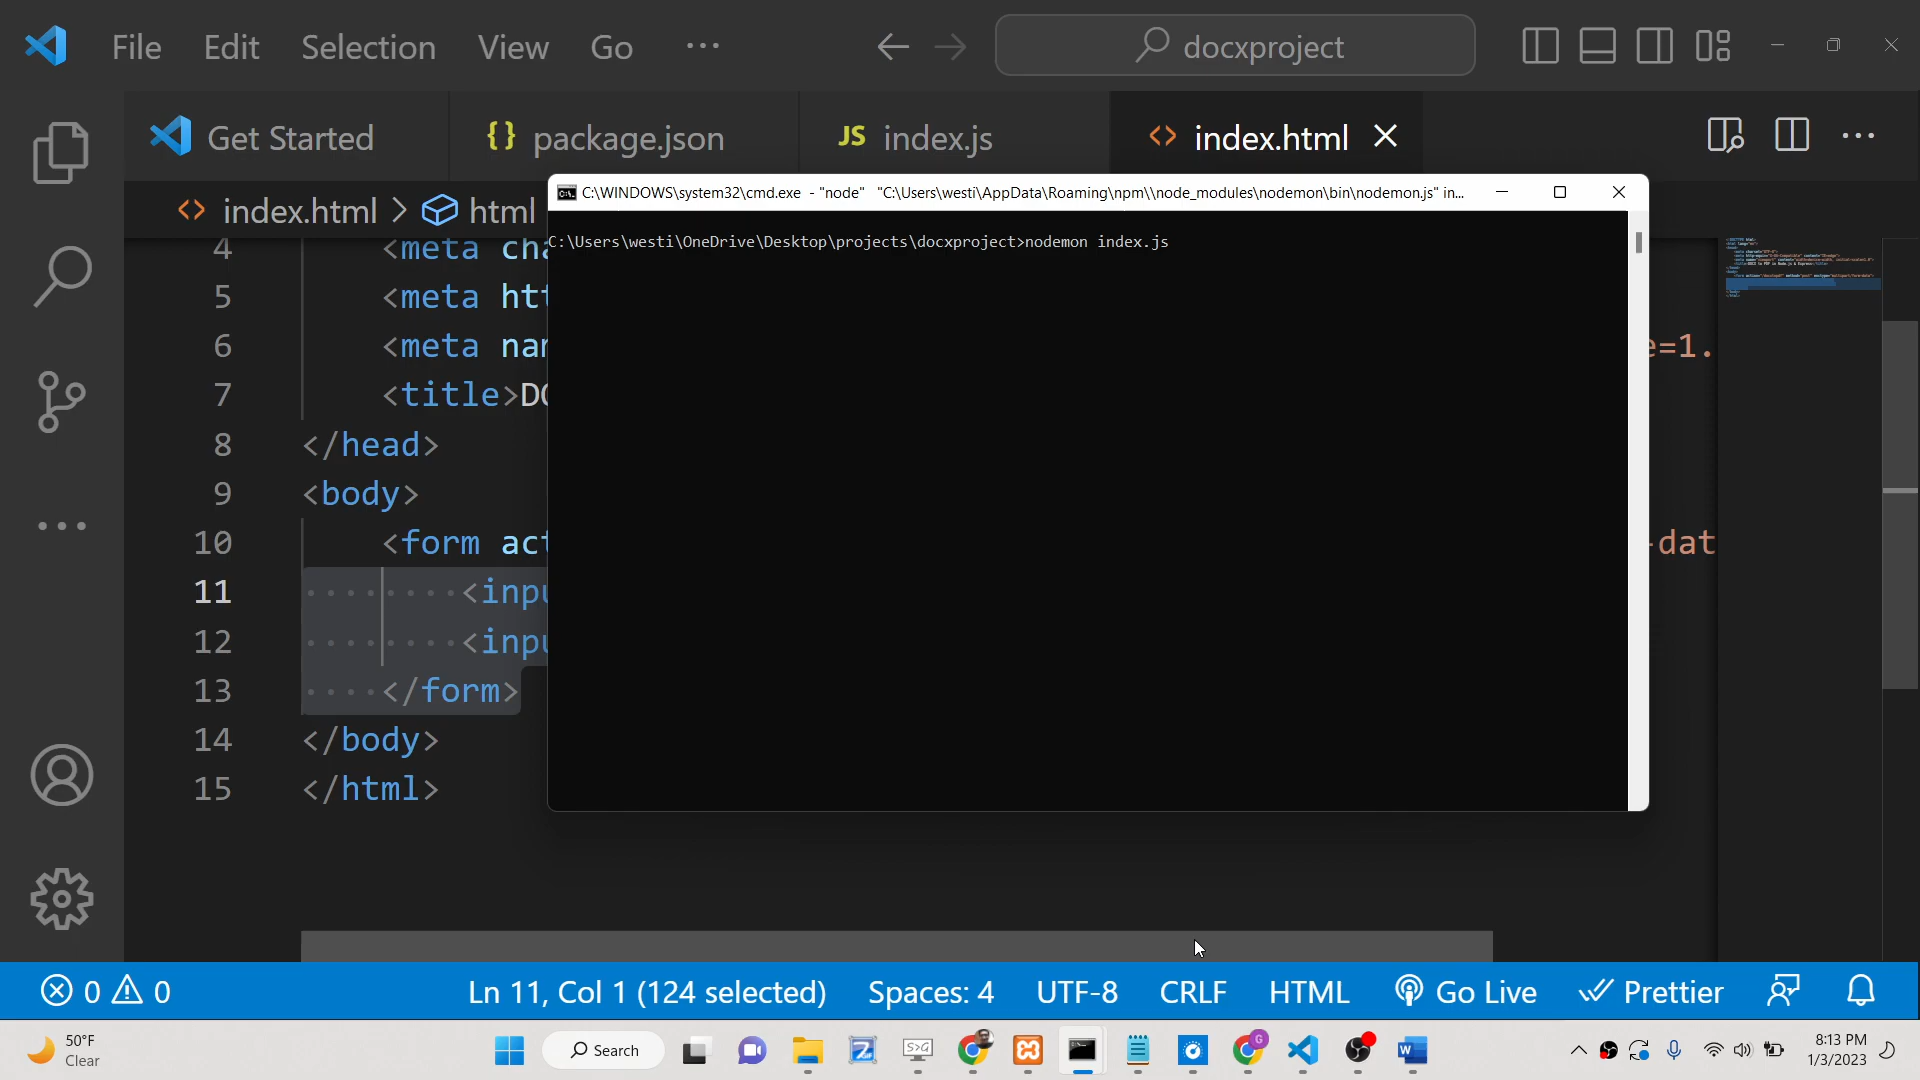 File Edit Selection View Go ··· docxproject
Get Started {} package.json JS index.js <> index.html
<> index.html > html
C:\WINDOWS\system32\cmd.exe - "node" "C:\Users\westi\AppData\Roaming\npm\\node_modules\nodemon\bin\nodemon.js" in...
C:\Users\westi\OneDrive\Desktop\projects\docxproject>nodemon index.js
4 <meta cha
5 <meta htt
6 <meta nam e=1.
7 <title>DO
8 </head>
9 <body>
10 <form act -dat
11 <inpu
12 <inpu
13 </form>
14 </body>
15 </html>
0 0 Ln 11, Col 1 (124 selected) Spaces: 4 UTF-8 CRLF HTML Go Live Prettier
50°F
Clear
Search
8:13 PM
1/3/2023